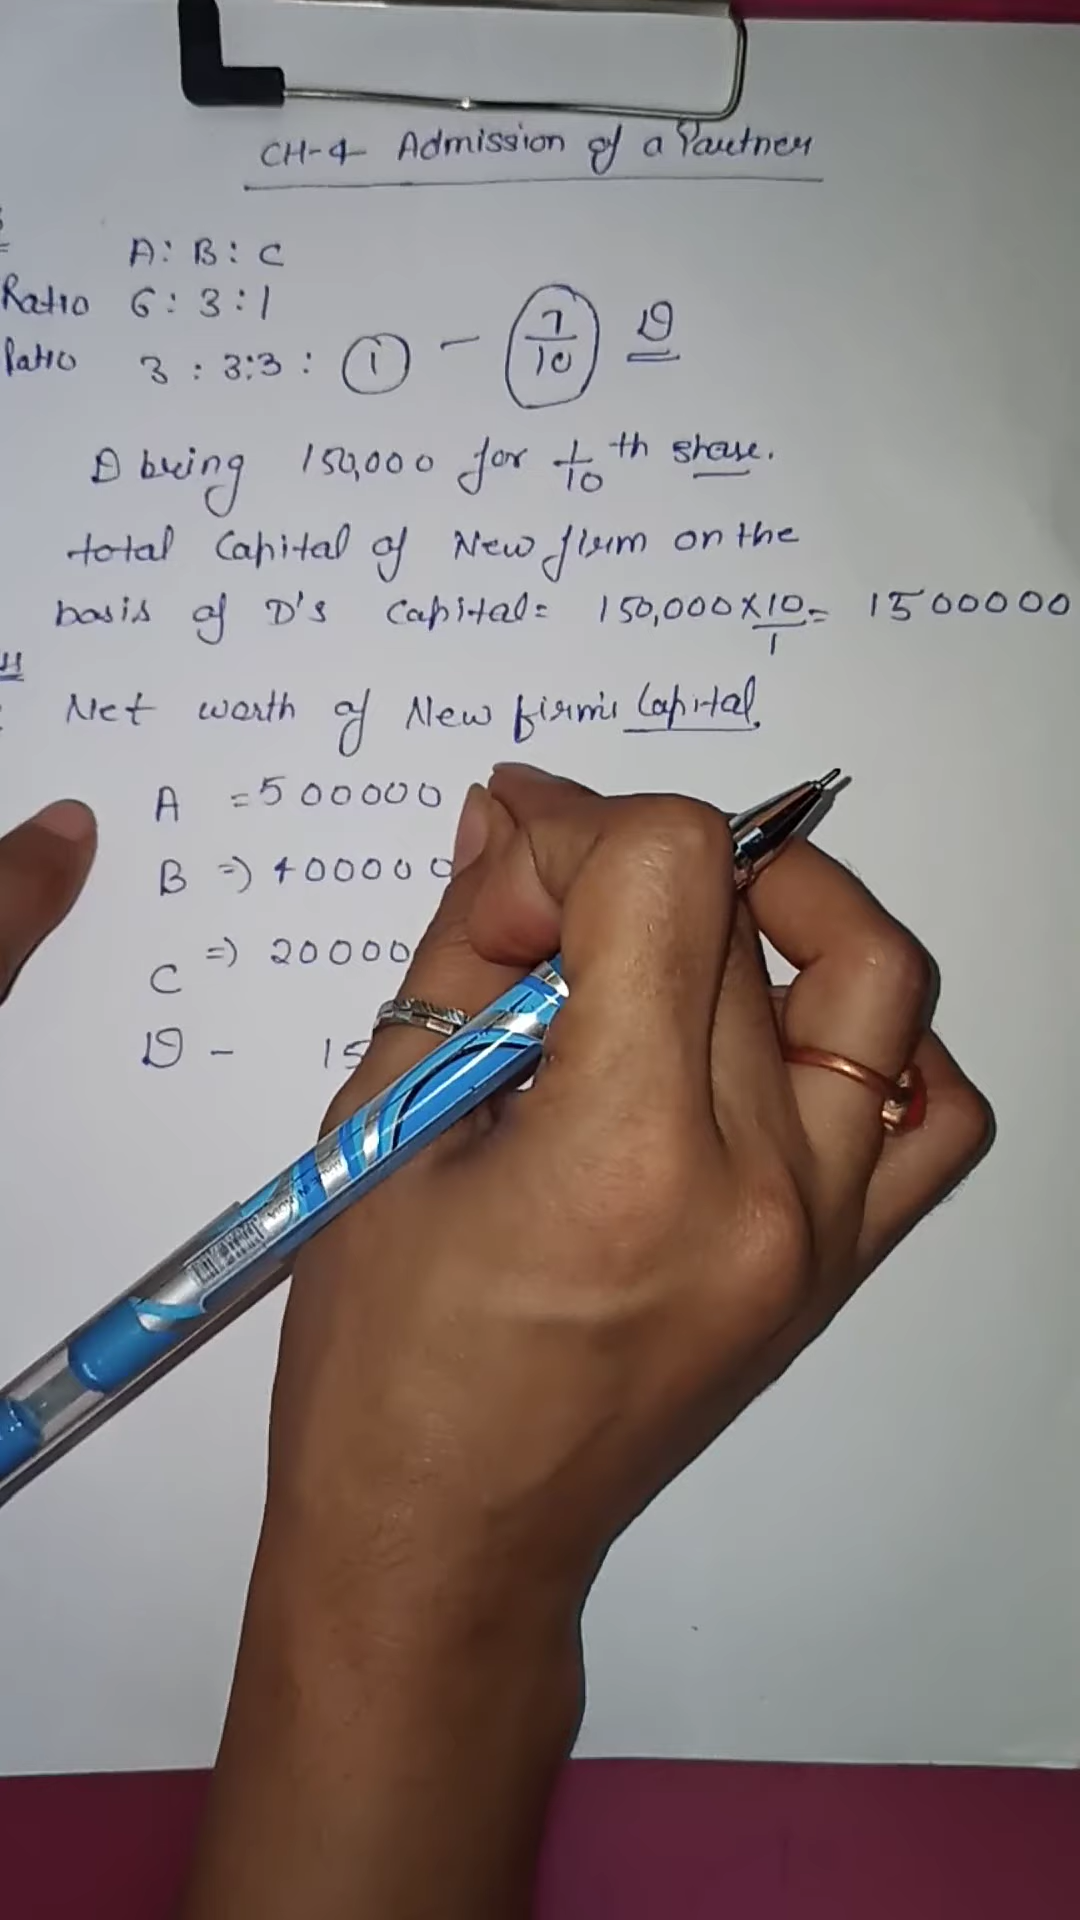 CH-4 Admission of a Partner
A : B : C
Ratio 6 : 3 : 1
Ratio 3 : 3 : 3 : 1 - 1/10 D
D bring 150,000 for 1/10 th share.
total Capital of New firm on the
basis of D's Capital = 150,000 × 10/1 = 1500000
Net worth of New firm's Capital.
A = 500000
B ⇒ 400000
C ⇒ 20000
D - 15